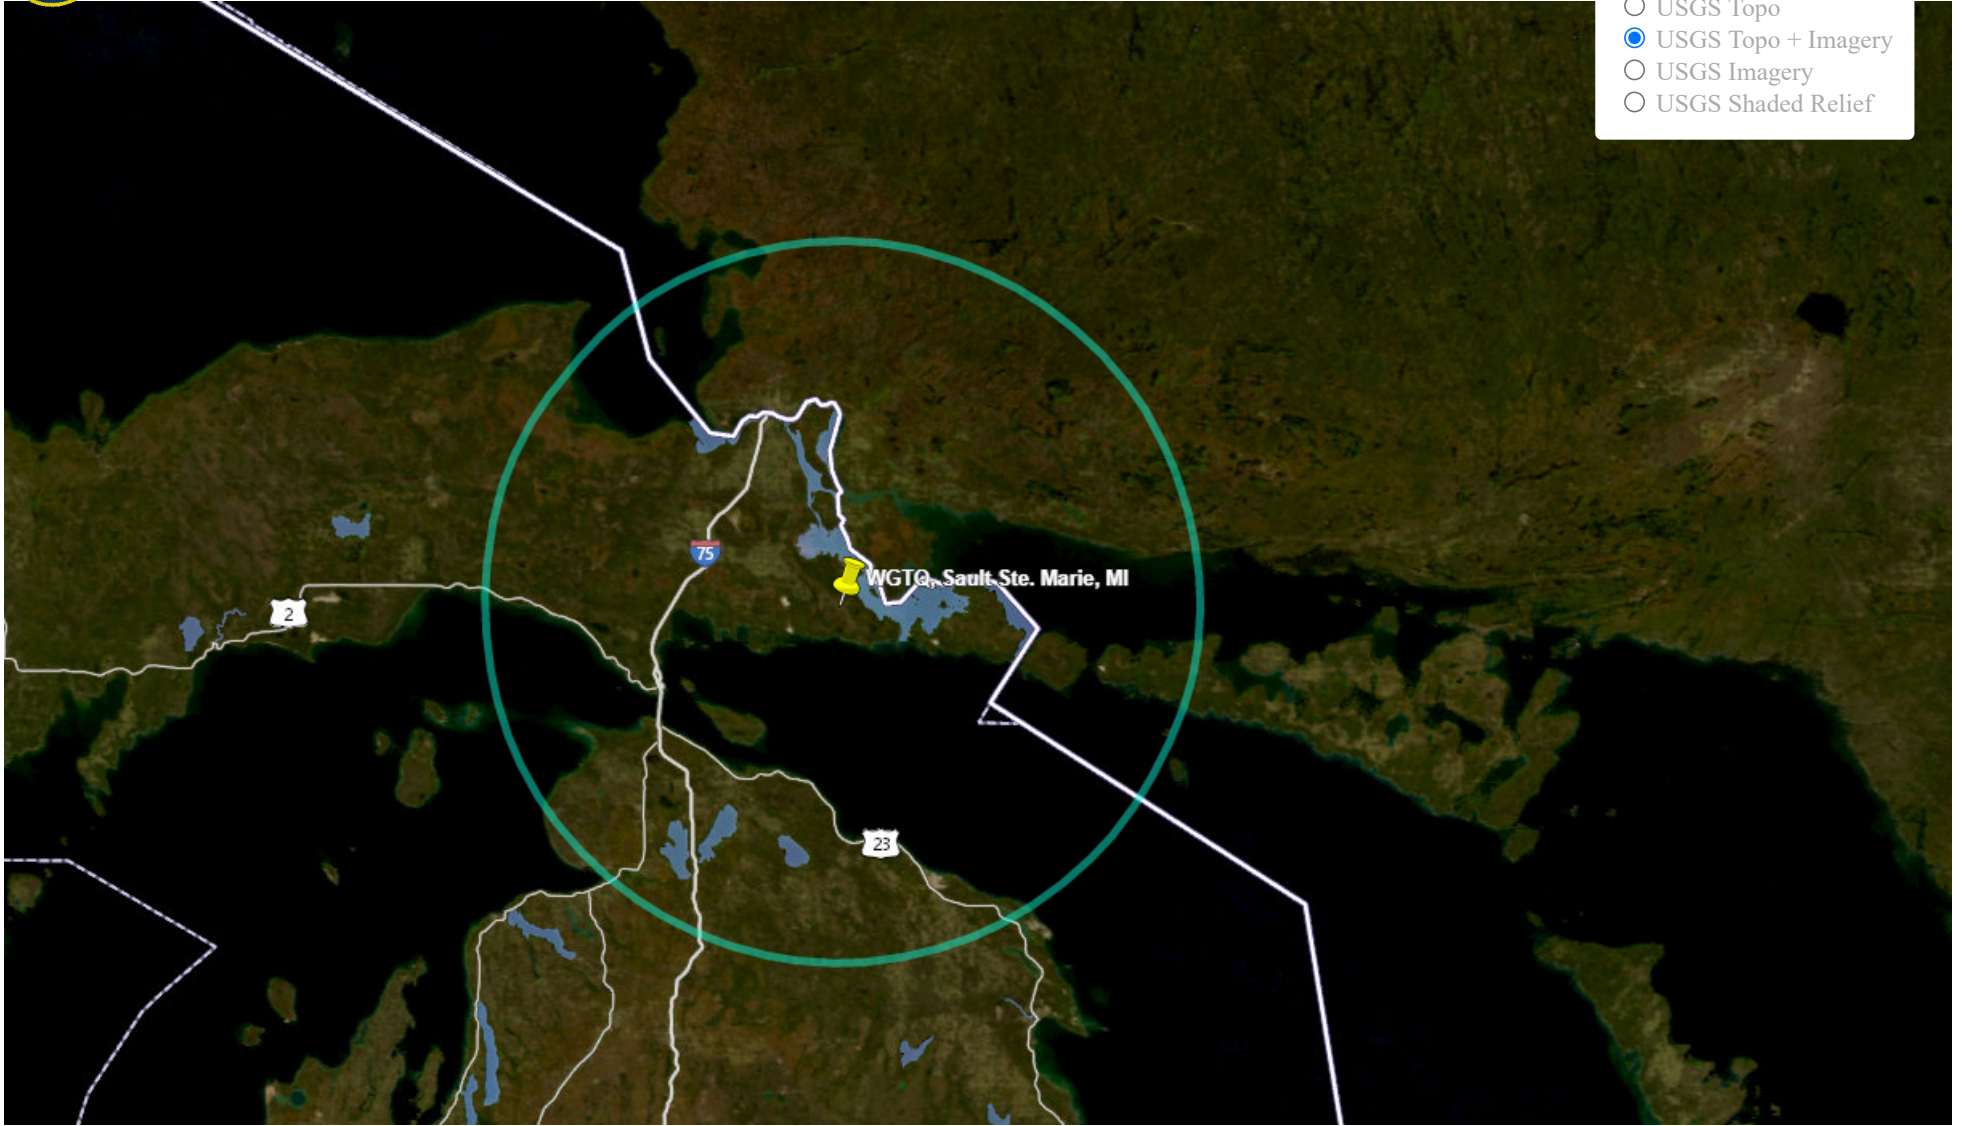 USGS Topo
USGS Topo + Imagery
USGS Imagery
USGS Shaded Relief
75
WGTQ, Sault Ste. Marie, MI
2
23